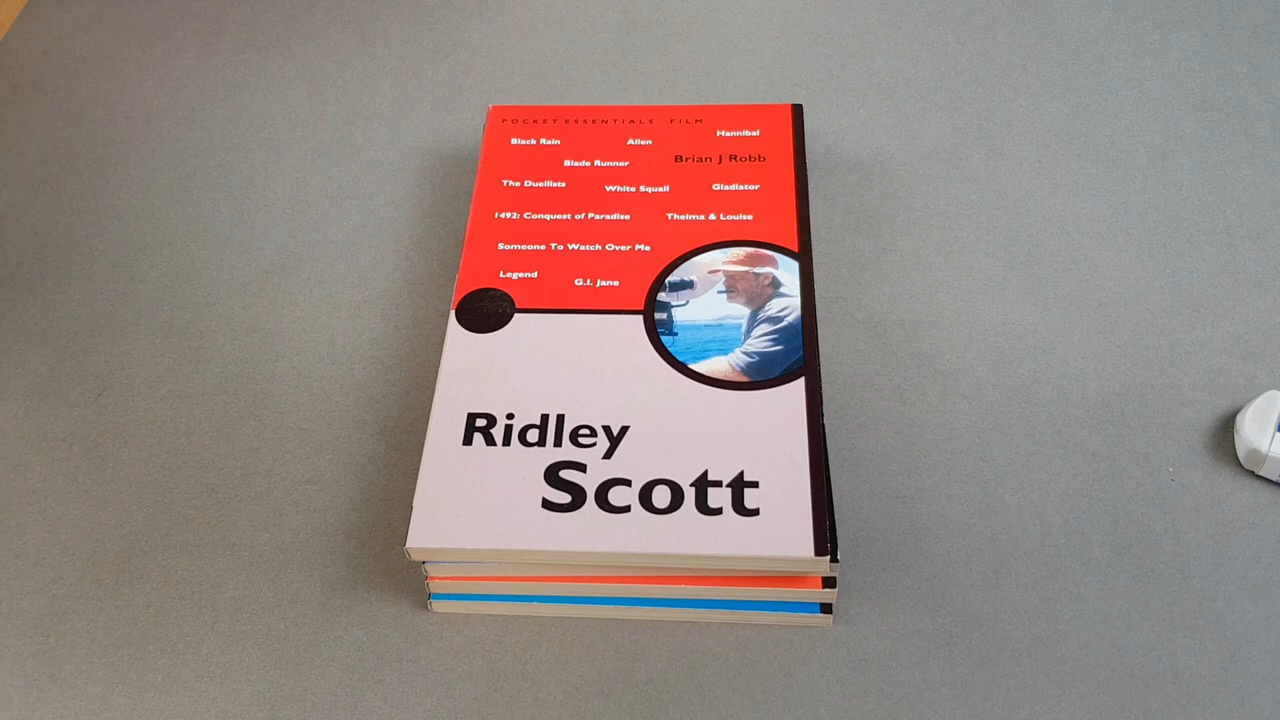 POCKET ESSENTIALS FILM
Hannibal
Black Rain
Alien
Brian J Robb
Blade Runner
The Duellists
White Squall
Gladiator
1492: Conquest of Paradise
Thelma & Louise
Someone To Watch Over Me
Legend
G.I. Jane
Ridley
Scott